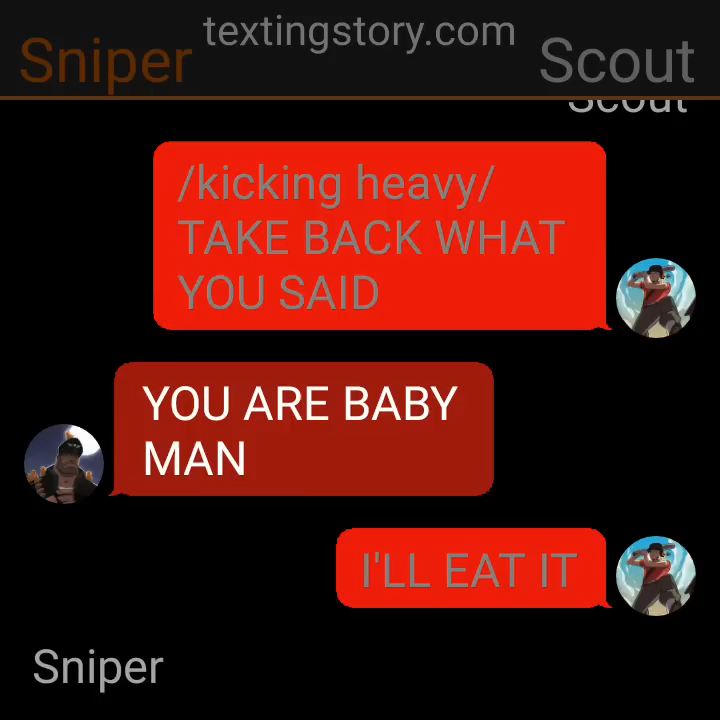 textingstory.com
Sniper
Scout
Scout
/kicking heavy/
TAKE BACK WHAT
YOU SAID
YOU ARE BABY
MAN
I'LL EAT IT
Sniper